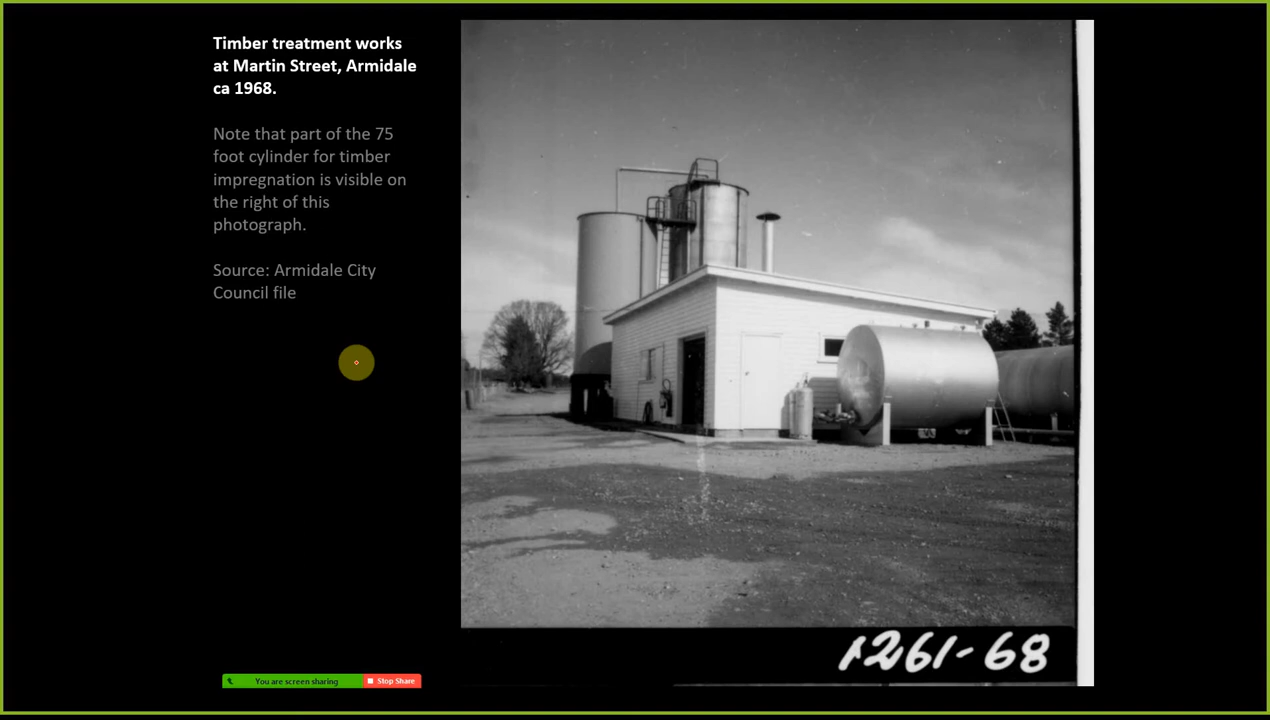 Timber treatment works
at Martin Street, Armidale
ca 1968.
Note that part of the 75
foot cylinder for timber
impregnation is visible on
the right of this
photograph.
Source: Armidale City
Council file
1261-68
You are screen sharing
Stop Share